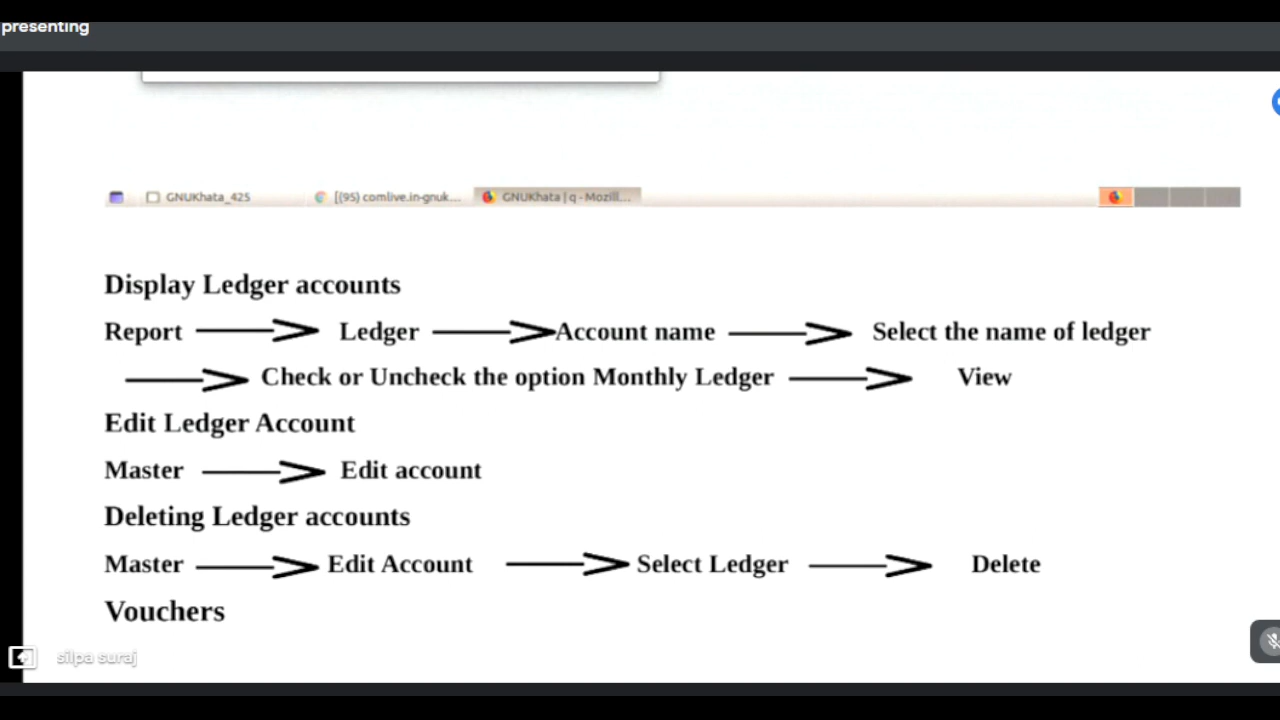 presenting
GNUKhata_425 [(95) comlive.in-gnuk... GNUKhata | q - Mozill...
Display Ledger accounts
Report Ledger Account name Select the name of ledger
Check or Uncheck the option Monthly Ledger View
Edit Ledger Account
Master Edit account
Deleting Ledger accounts
Master Edit Account Select Ledger Delete
Vouchers
silpa suraj